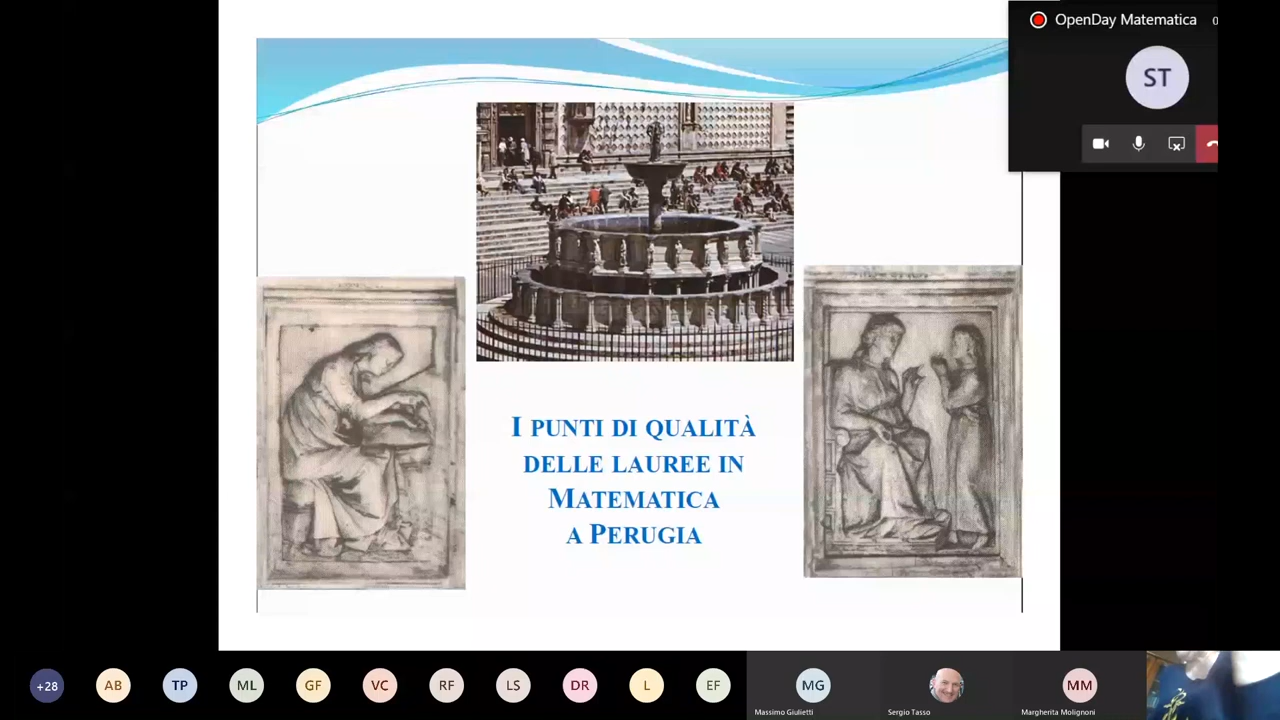 OpenDay Matematica
ST
I PUNTI DI QUALITÀ
DELLE LAUREE IN
MATEMATICA
A PERUGIA
+28
AB
TP
ML
GF
VC
RF
LS
DR
L
EF
MG
Massimo Giulietti
Sergio Tasso
MM
Margherita Molignoni